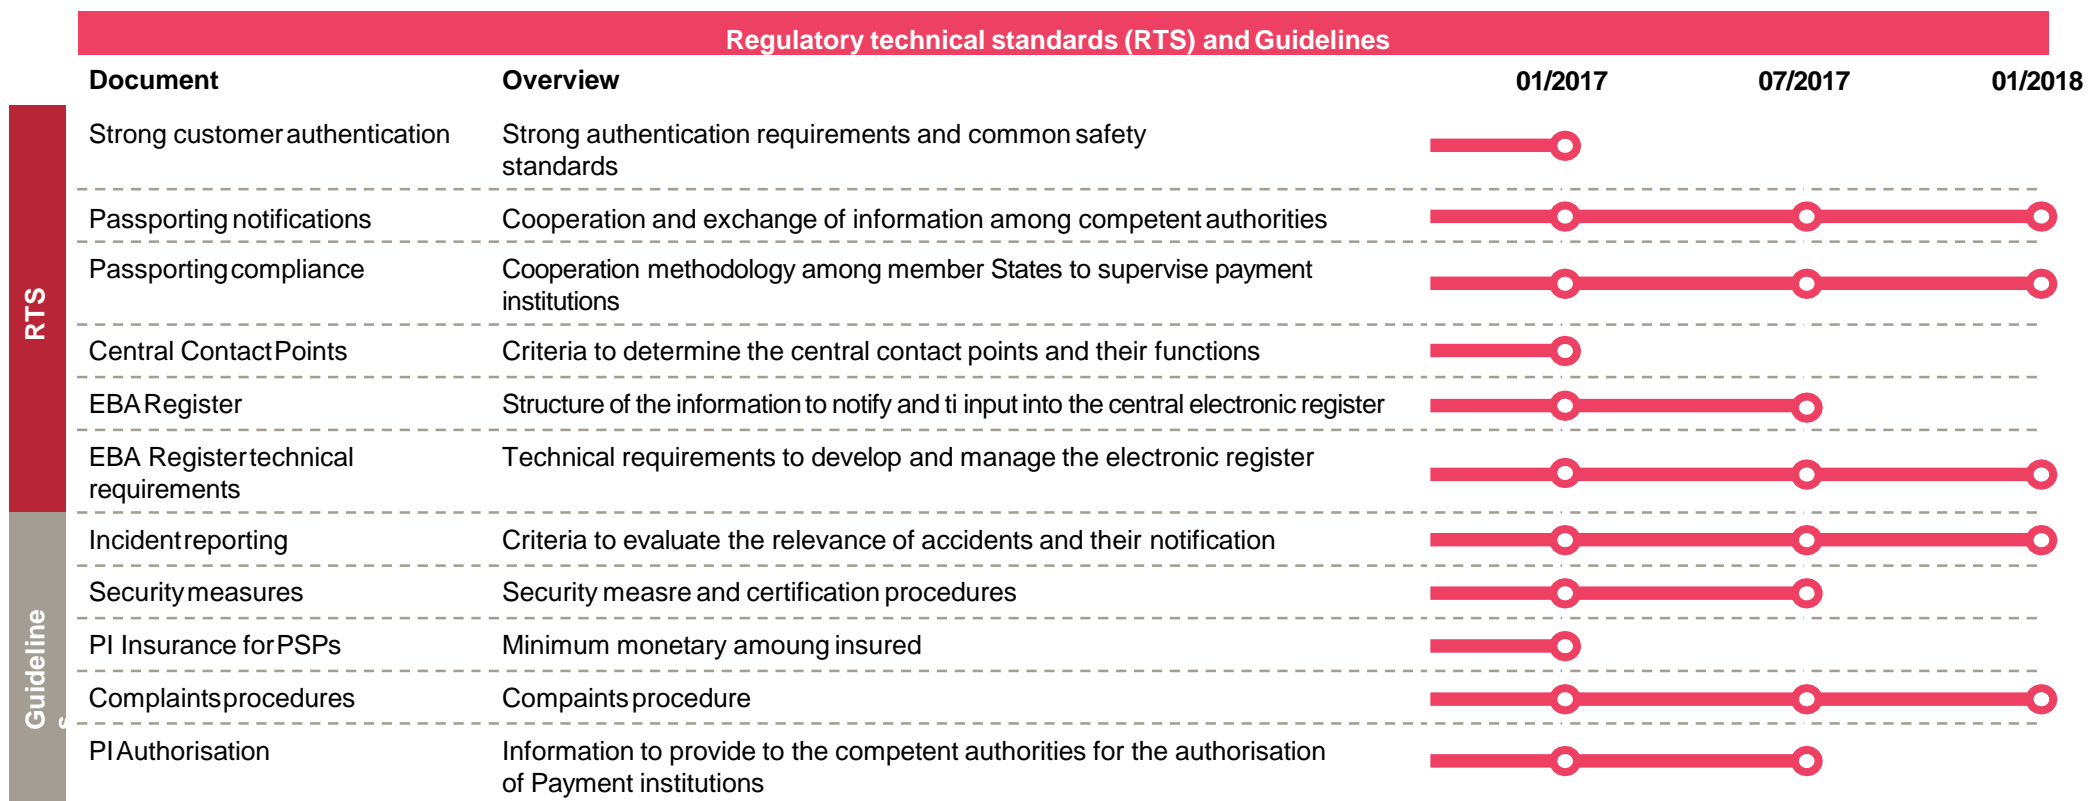 Regulatory technical standards (RTS) and Guidelines
Document Overview 01/2017 07/2017 01/2018
RTS
Strong customer authentication Strong authentication requirements and common safety
standards
Passporting notifications Cooperation and exchange of information among competent authorities
Passporting compliance Cooperation methodology among member States to supervise payment
institutions
Central Contact Points Criteria to determine the central contact points and their functions
EBA Register Structure of the information to notify and ti input into the central electronic register
EBA Register technical Technical requirements to develop and manage the electronic register
requirements
Guideline
s
Incident reporting Criteria to evaluate the relevance of accidents and their notification
Security measures Security measre and certification procedures
PI Insurance for PSPs Minimum monetary amoung insured
Complaints procedures Compaints procedure
PI Authorisation Information to provide to the competent authorities for the authorisation
of Payment institutions